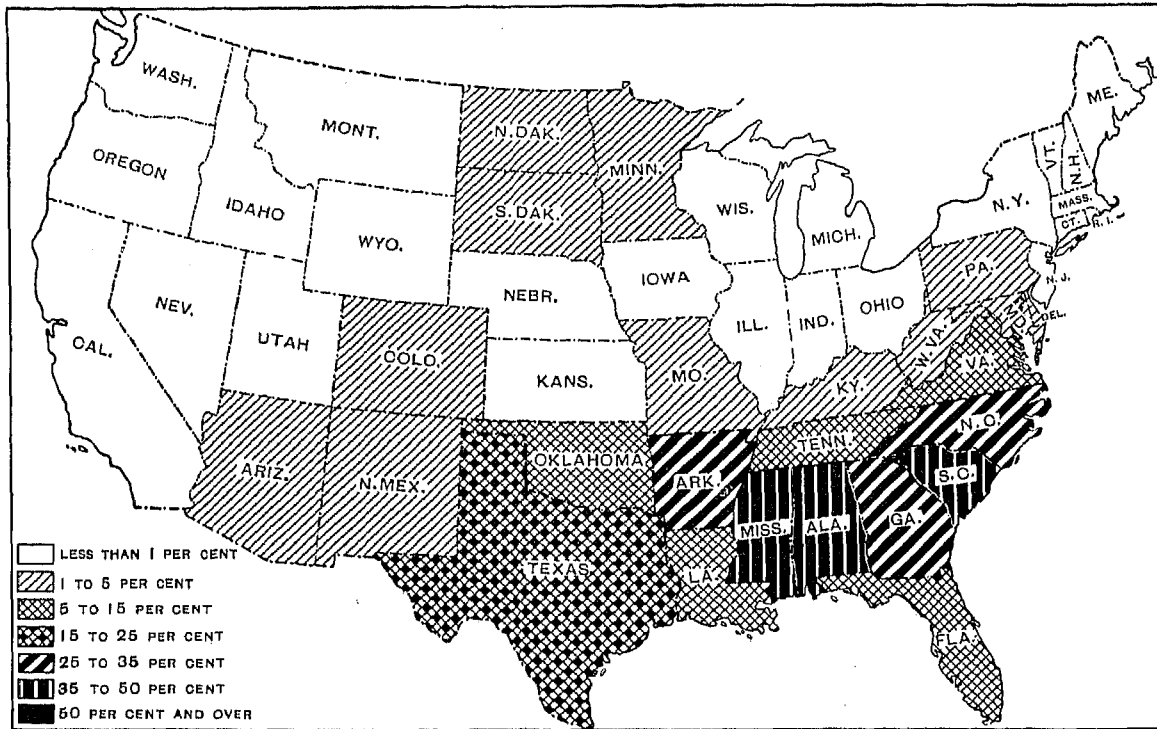 WASH.
MONT.
N. DAK.
MINN.
ME.
OREGON
IDAHO
S. DAK.
WIS.
MICH.
VT.
N.H.
N.Y.
MASS.
CT.
R. I.
WYO.
IOWA
PA.
N. J.
NEV.
UTAH
NEBR.
ILL.
IND.
OHIO
DEL.
CAL.
COLO.
KANS.
MO.
KY.
W. VA.
VA.
ARIZ.
N. MEX.
OKLAHOMA
ARK.
TENN.
N. C.
S. C.
TEXAS
LA.
MISS.
ALA.
GA.
FLA.
LESS THAN 1 PER CENT
1 TO 5 PER CENT
5 TO 15 PER CENT
15 TO 25 PER CENT
25 TO 35 PER CENT
35 TO 50 PER CENT
50 PER CENT AND OVER